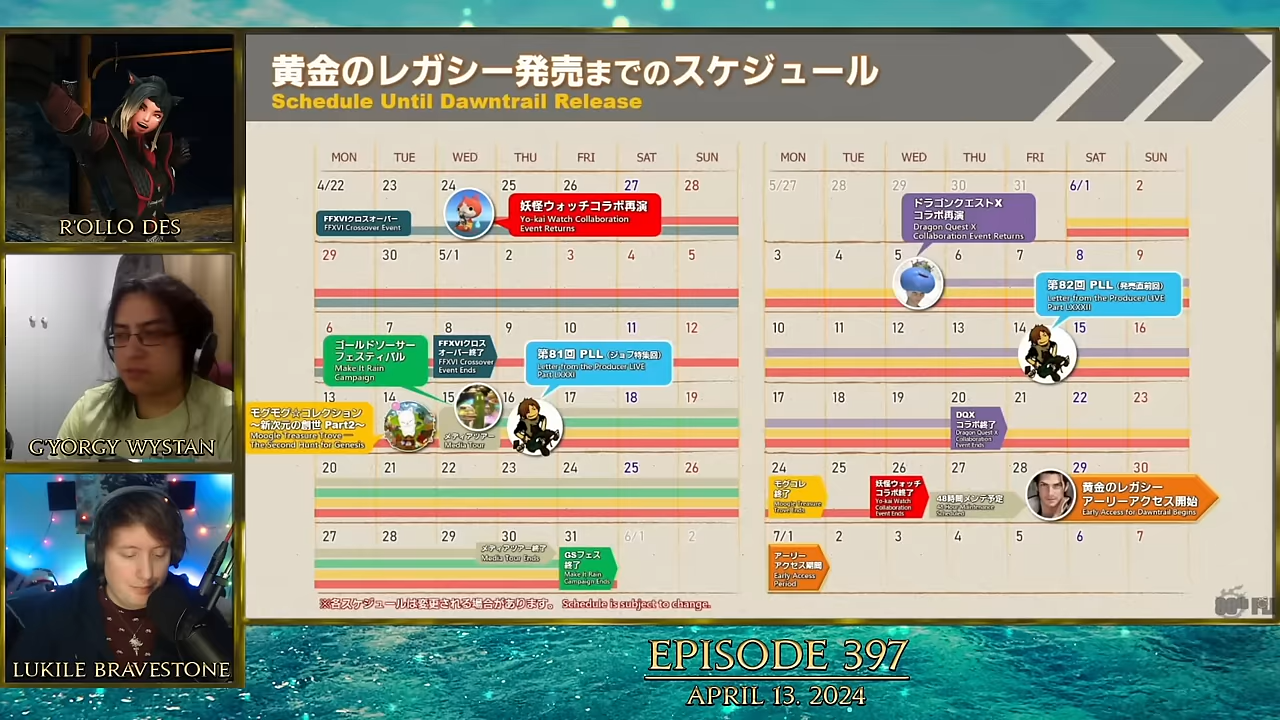 黄金のレガシー発売までのスケジュール
Schedule Until Dawntrail Release
R'OLLO DES
G'YORGY WYSTAN
LUKILE BRAVESTONE
MON TUE WED THU FRI SAT SUN
4/22 23 24 25 26 27 28
FFXVIクロスオーバー
FFXVI Crossover Event
妖怪ウォッチコラボ再演
Yo-kai Watch Collaboration
Event Returns
29 30 5/1 2 3 4 5
6 7 8 9 10 11 12
ゴールドソーサー
フェスティバル
Make It Rain
Campaign
FFXVIクロス
オーバー終了
FFXVI Crossover
Event Ends
第81回 PLL (ジョブ特集回)
Letter from the Producer LIVE
Part LXXXI
13 14 15 16 17 18 19
モグモグ☆コレクション
～新次元の創世 Part2～
Moogle Treasure Trove
The Second Hunt for Genesis
メディアツアー
Media Tour
20 21 22 23 24 25 26
27 28 29 30 31 6/1 2
メディアツアー終了
Media Tour Ends
GSフェス
終了
Make It Rain
Campaign Ends
※各スケジュールは変更される場合があります。 Schedule is subject to change.
MON TUE WED THU FRI SAT SUN
5/27 28 29 30 31 6/1 2
ドラゴンクエストX
コラボ再演
Dragon Quest X
Collaboration Event Returns
3 4 5 6 7 8 9
第82回 PLL (発売直前回)
Letter from the Producer LIVE
Part LXXXII
10 11 12 13 14 15 16
17 18 19 20 21 22 23
DQX
コラボ終了
Dragon Quest X
Collaboration
Event Ends
24 25 26 27 28 29 30
モグコレ
終了
Moogle Treasure
Trove Ends
妖怪ウォッチ
コラボ終了
Yo-kai Watch
Collaboration
Event Ends
48時間メンテ予定
48 Hour Maintenance
Scheduled
黄金のレガシー
アーリーアクセス開始
Early Access for Dawntrail Begins
7/1 2 3 4 5 6 7
アーリー
アクセス期間
Early Access
Period
EPISODE 397
APRIL 13. 2024